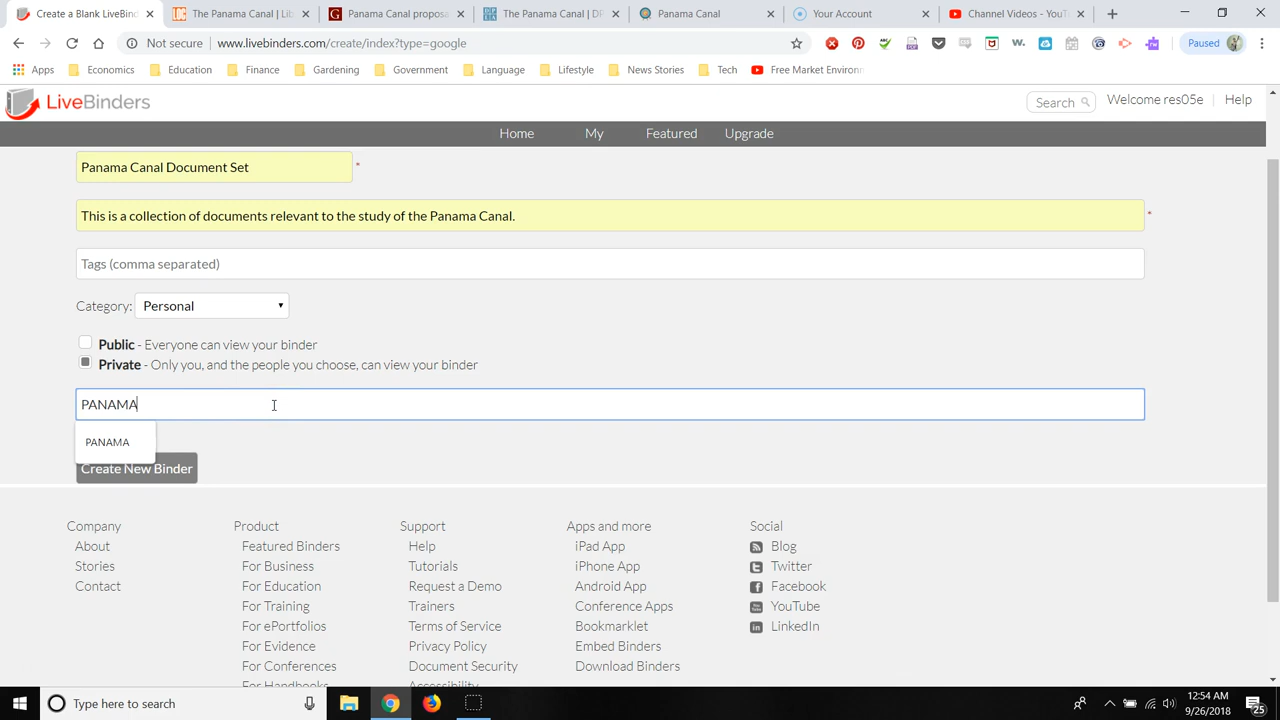 Create a Blank LiveBinders
The Panama Canal | Lib
Panama Canal proposa
The Panama Canal | DP
Panama Canal
Your Account
Channel Videos - YouTu
Not secure
www.livebinders.com/create/index?type=google
Paused
Apps
Economics
Education
Finance
Gardening
Government
Language
Lifestyle
News Stories
Tech
Free Market Environ
LiveBinders
Search
Welcome res05e
Help
Home
My
Featured
Upgrade
Panama Canal Document Set *
This is a collection of documents relevant to the study of the Panama Canal. *
Tags (comma separated)
Category: Personal
Public - Everyone can view your binder
Private - Only you, and the people you choose, can view your binder
PANAMA
PANAMA
Create New Binder
Company
About
Stories
Contact
Product
Featured Binders
For Business
For Education
For Training
For ePortfolios
For Evidence
For Conferences
For Handbooks
Support
Help
Tutorials
Request a Demo
Trainers
Terms of Service
Privacy Policy
Document Security
Accessibility
Apps and more
iPad App
iPhone App
Android App
Conference Apps
Bookmarklet
Embed Binders
Download Binders
Social
Blog
Twitter
Facebook
YouTube
LinkedIn
Type here to search
12:54 AM
9/26/2018
25